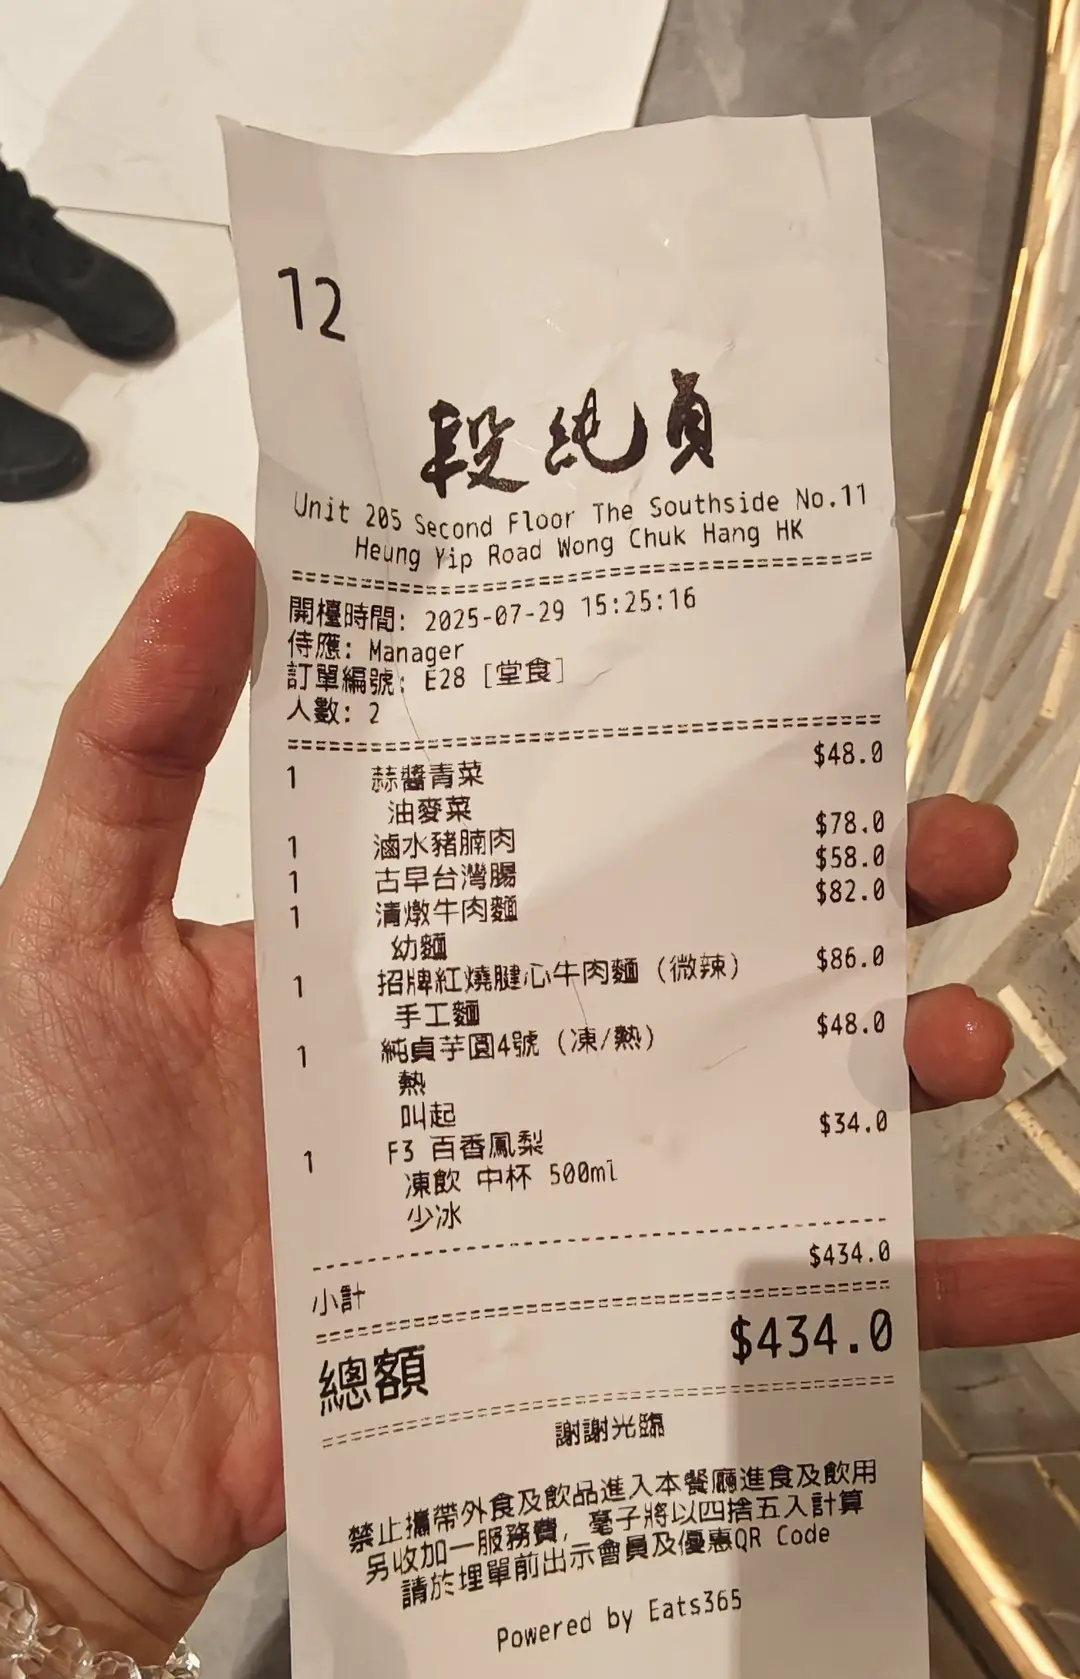 12
段純貞
Unit 205 Second Floor The Southside No.11
Heung Yip Road Wong Chuk Hang HK
開檯時間: 2025-07-29 15:25:16
侍應: Manager
訂單編號: E28 [堂食]
人數: 2
1 蒜醬青菜 $48.0
油麥菜
1 滷水豬腩肉 $78.0
1 古早台灣腸 $58.0
1 清燉牛肉麵 $82.0
幼麵
1 招牌紅燒腱心牛肉麵 (微辣) $86.0
手工麵
1 純貞芋圓4號 (凍/熱) $48.0
熱
叫起
1 F3 百香鳳梨 $34.0
凍飲 中杯 500ml
少冰
小計 $434.0
總額 $434.0
謝謝光臨
禁止攜帶外食及飲品進入本餐廳進食及飲用
另收加一服務費, 毫子將以四捨五入計算
請於埋單前出示會員及優惠QR Code
Powered by Eats365